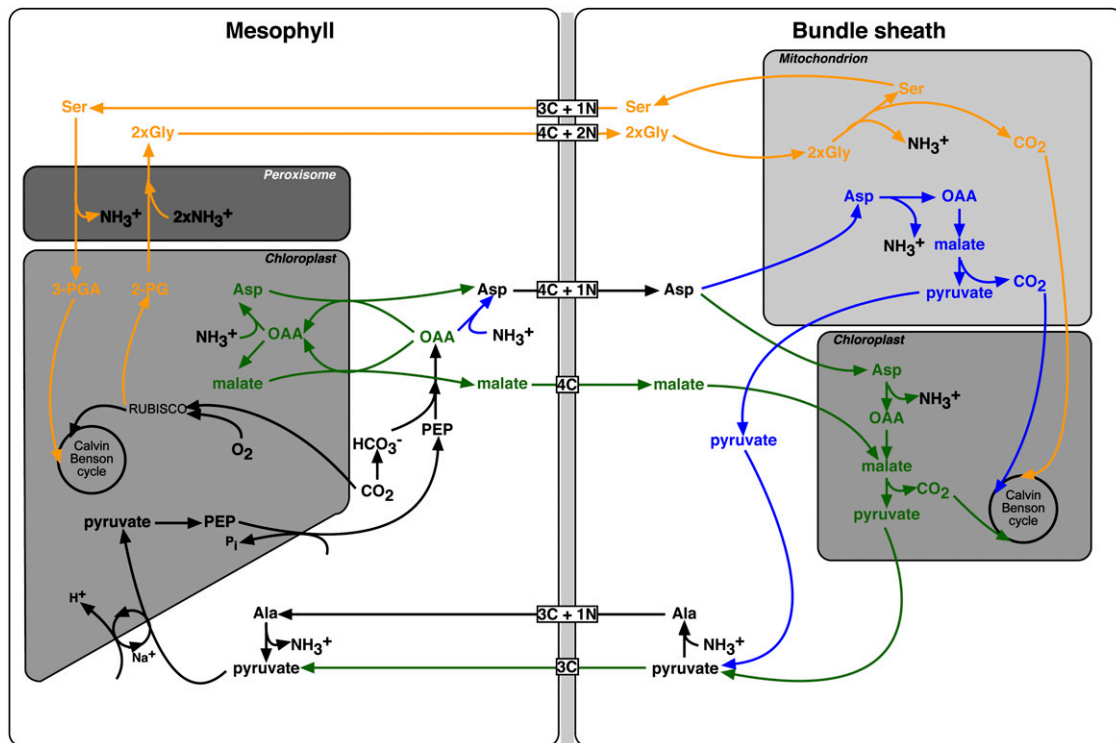 Mesophyll
Bundle sheath
Mitochondrion
Ser
3C + 1N
Ser
Ser
2xGly
4C + 2N
2xGly
2xGly
NH₃⁺
CO₂
Peroxisome
NH₃⁺
2xNH₃⁺
Asp
OAA
NH₃⁺
malate
pyruvate
CO₂
Chloroplast
3-PGA
2-PG
Asp
Asp
4C + 1N
Asp
NH₃⁺
OAA
OAA
NH₃⁺
malate
malate
4C
malate
Chloroplast
Asp
NH₃⁺
OAA
malate
CO₂
pyruvate
Calvin
Benson
cycle
RUBISCO
O₂
HCO₃⁻
PEP
CO₂
pyruvate
Calvin
Benson
cycle
pyruvate
PEP
Pᵢ
H⁺
Na⁺
Ala
3C + 1N
Ala
NH₃⁺
NH₃⁺
pyruvate
3C
pyruvate